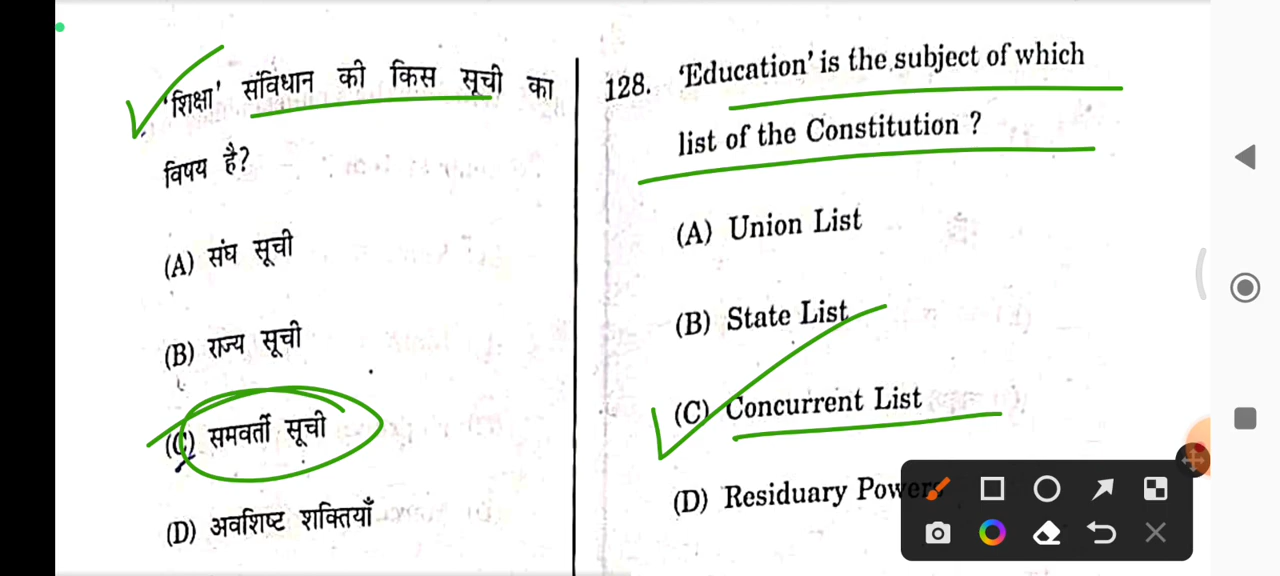 'शिक्षा' संविधान की किस सूची का
विषय है?
(A) संघ सूची
(B) राज्य सूची
(C) समवर्ती सूची
(D) अवशिष्ट शक्तियाँ
128. 'Education' is the subject of which
list of the Constitution ?
(A) Union List
(B) State List
(C) Concurrent List
(D) Residuary Powers